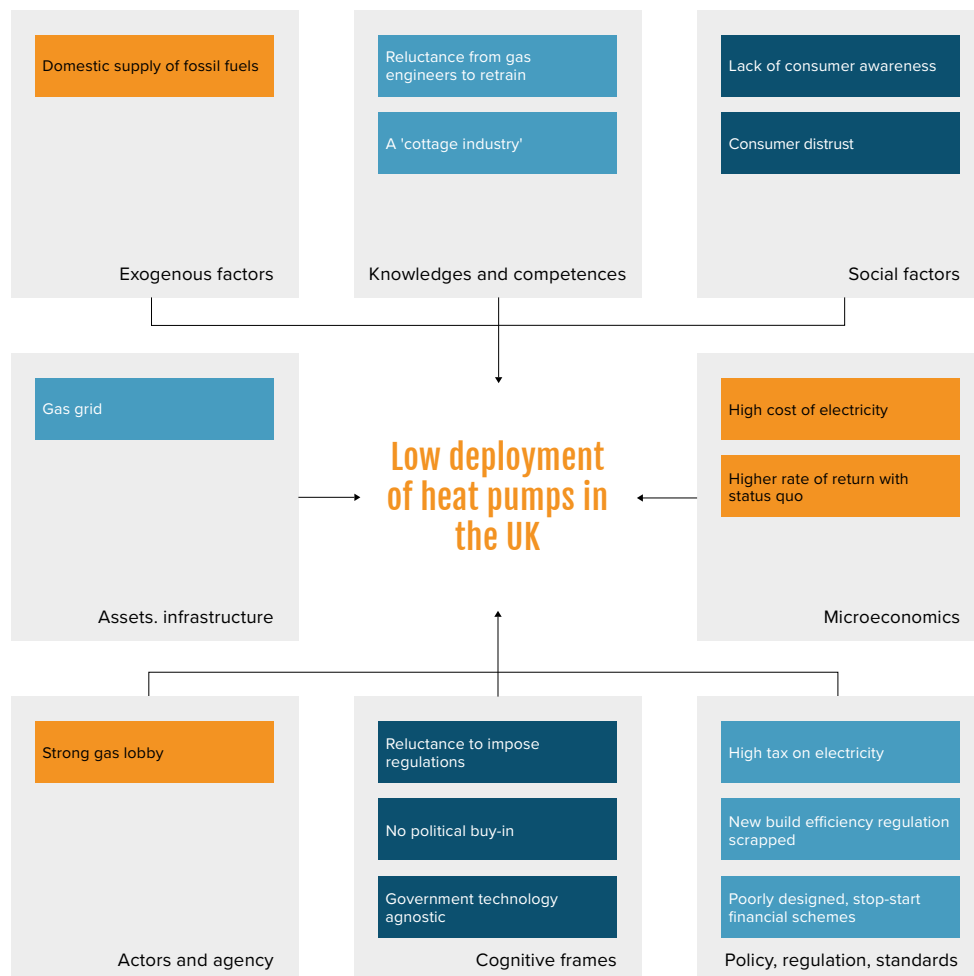 Domestic supply of fossil fuels
Exogenous factors
Reluctance from gas
engineers to retrain
A 'cottage industry'
Knowledges and competences
Lack of consumer awareness
Consumer distrust
Social factors
Gas grid
Assets. infrastructure
Low deployment
of heat pumps in
the UK
High cost of electricity
Higher rate of return with
status quo
Microeconomics
Strong gas lobby
Actors and agency
Reluctance to impose
regulations
No political buy-in
Government technology
agnostic
Cognitive frames
High tax on electricity
New build efficiency regulation
scrapped
Poorly designed, stop-start
financial schemes
Policy, regulation, standards